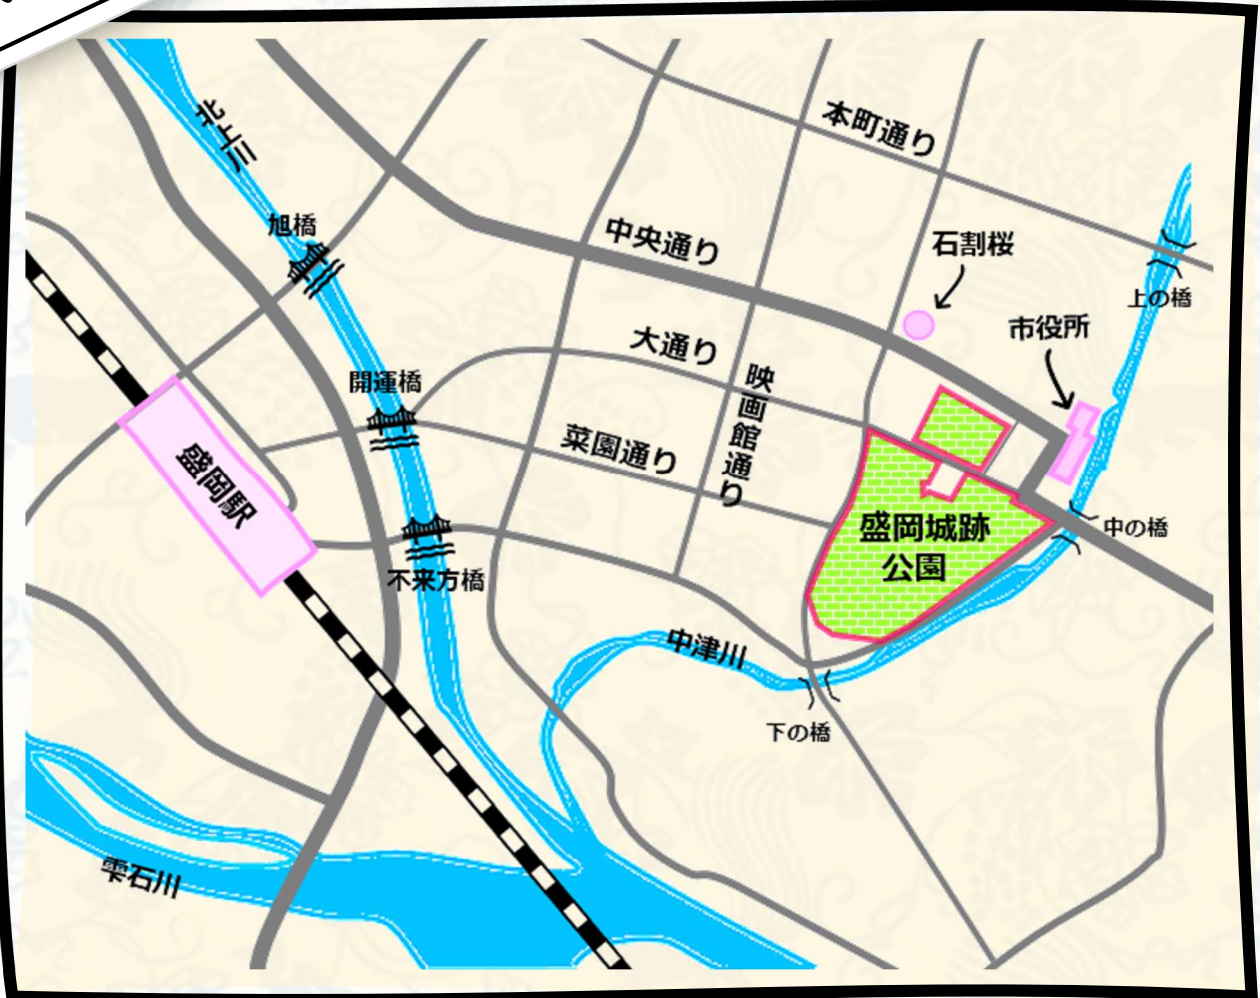 北上川
本町通り
旭橋
中央通り
石割桜
上の橋
市役所
大通り
開運橋
映画館通り
菜園通り
盛岡駅
盛岡城跡
公園
中の橋
不来方橋
中津川
下の橋
雫石川